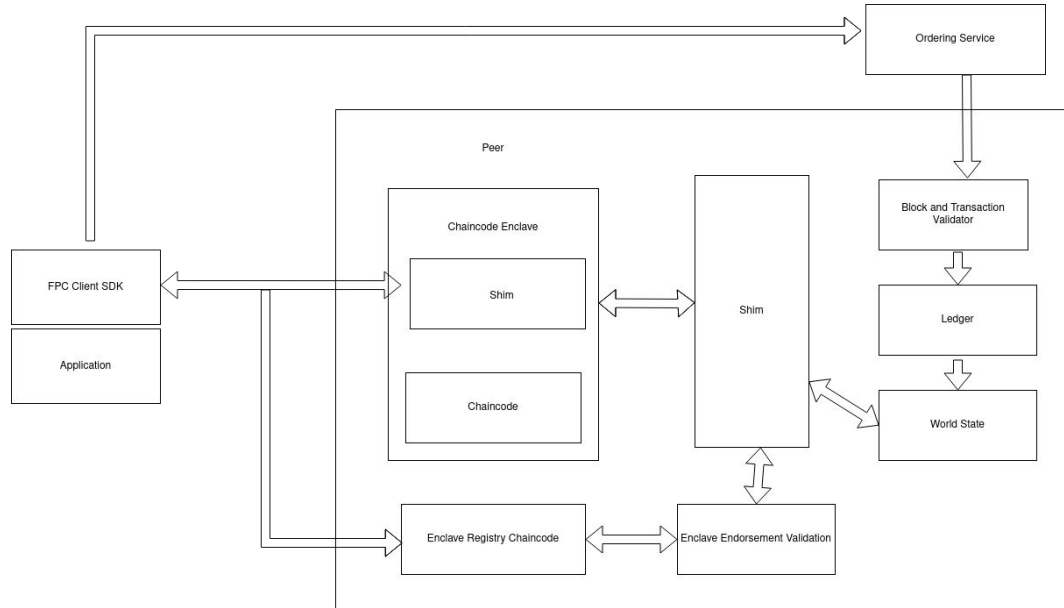 Ordering Service
Peer
Block and Transaction
Validator
Chaincode Enclave
FPC Client SDK
Shim
Shim
Ledger
Application
Chaincode
World State
Enclave Registry Chaincode
Enclave Endorsement Validation